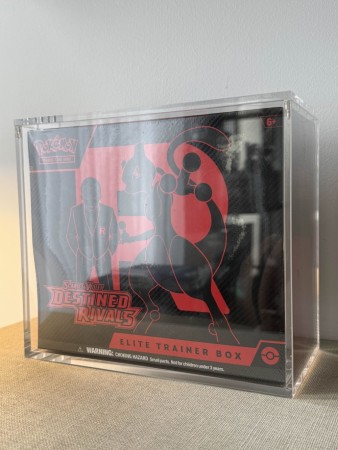 Pokémon
6+
DESTINED
RIVALS
ELITE TRAINER BOX
WARNING: CHOKING HAZARD. Small parts. Not for children under 3 years.